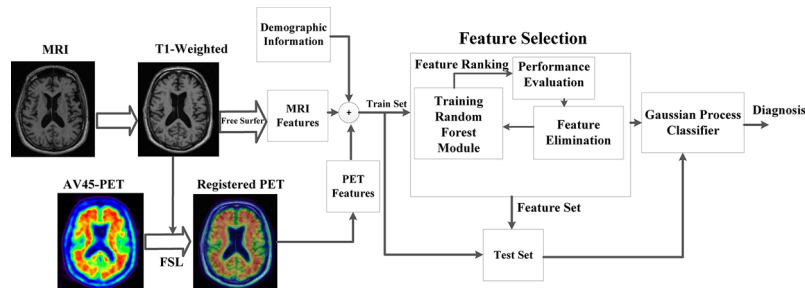 MRI
T1-Weighted
Demographic
Information
Feature Selection
Feature Ranking
Performance
Evaluation
Free Surfer
MRI
Features
+
Train Set
Training
Random
Forest
Module
Feature
Elimination
Gaussian Process
Classifier
Diagnosis
AV45-PET
Registered PET
PET
Features
FSL
Feature Set
Test Set